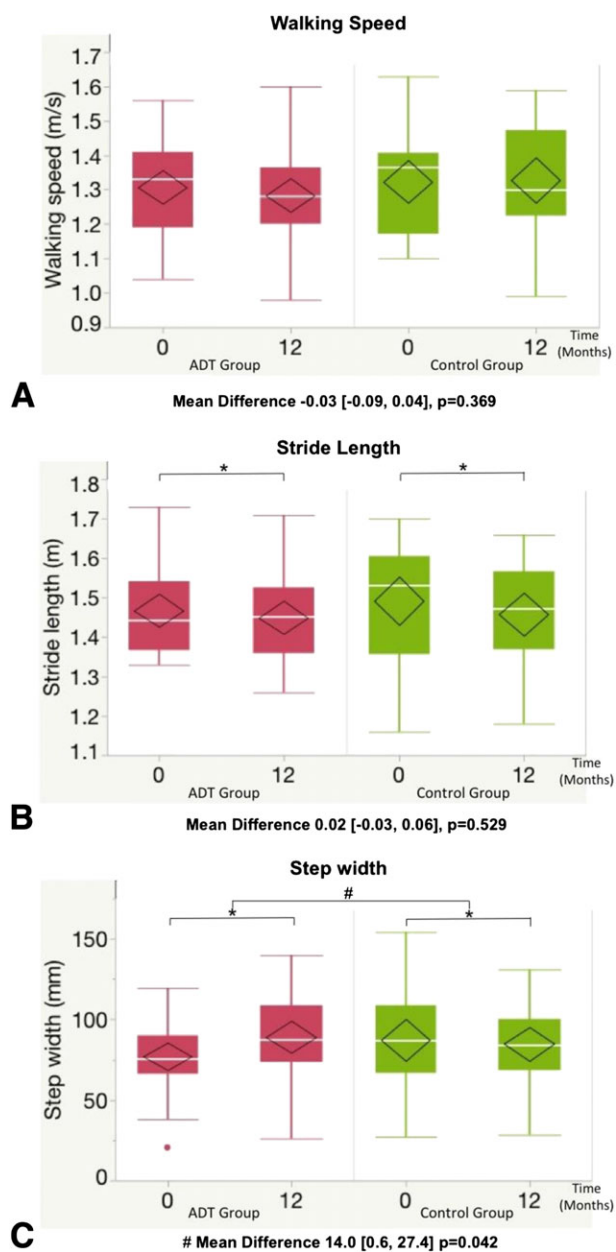 Walking Speed
Walking speed (m/s)
1.7
1.6
1.5
1.4
1.3
1.2
1.1
1.0
0.9
0 12 0 12 Time
ADT Group Control Group (Months)
A
Mean Difference -0.03 [-0.09, 0.04], p=0.369
Stride Length
* *
Stride length (m)
1.8
1.7
1.6
1.5
1.4
1.3
1.2
1.1
0 12 0 12 Time
ADT Group Control Group (Months)
B
Mean Difference 0.02 [-0.03, 0.06], p=0.529
Step width
#
* *
Step width (mm)
150
100
50
0
0 12 0 12 Time
ADT Group Control Group (Months)
C
# Mean Difference 14.0 [0.6, 27.4] p=0.042